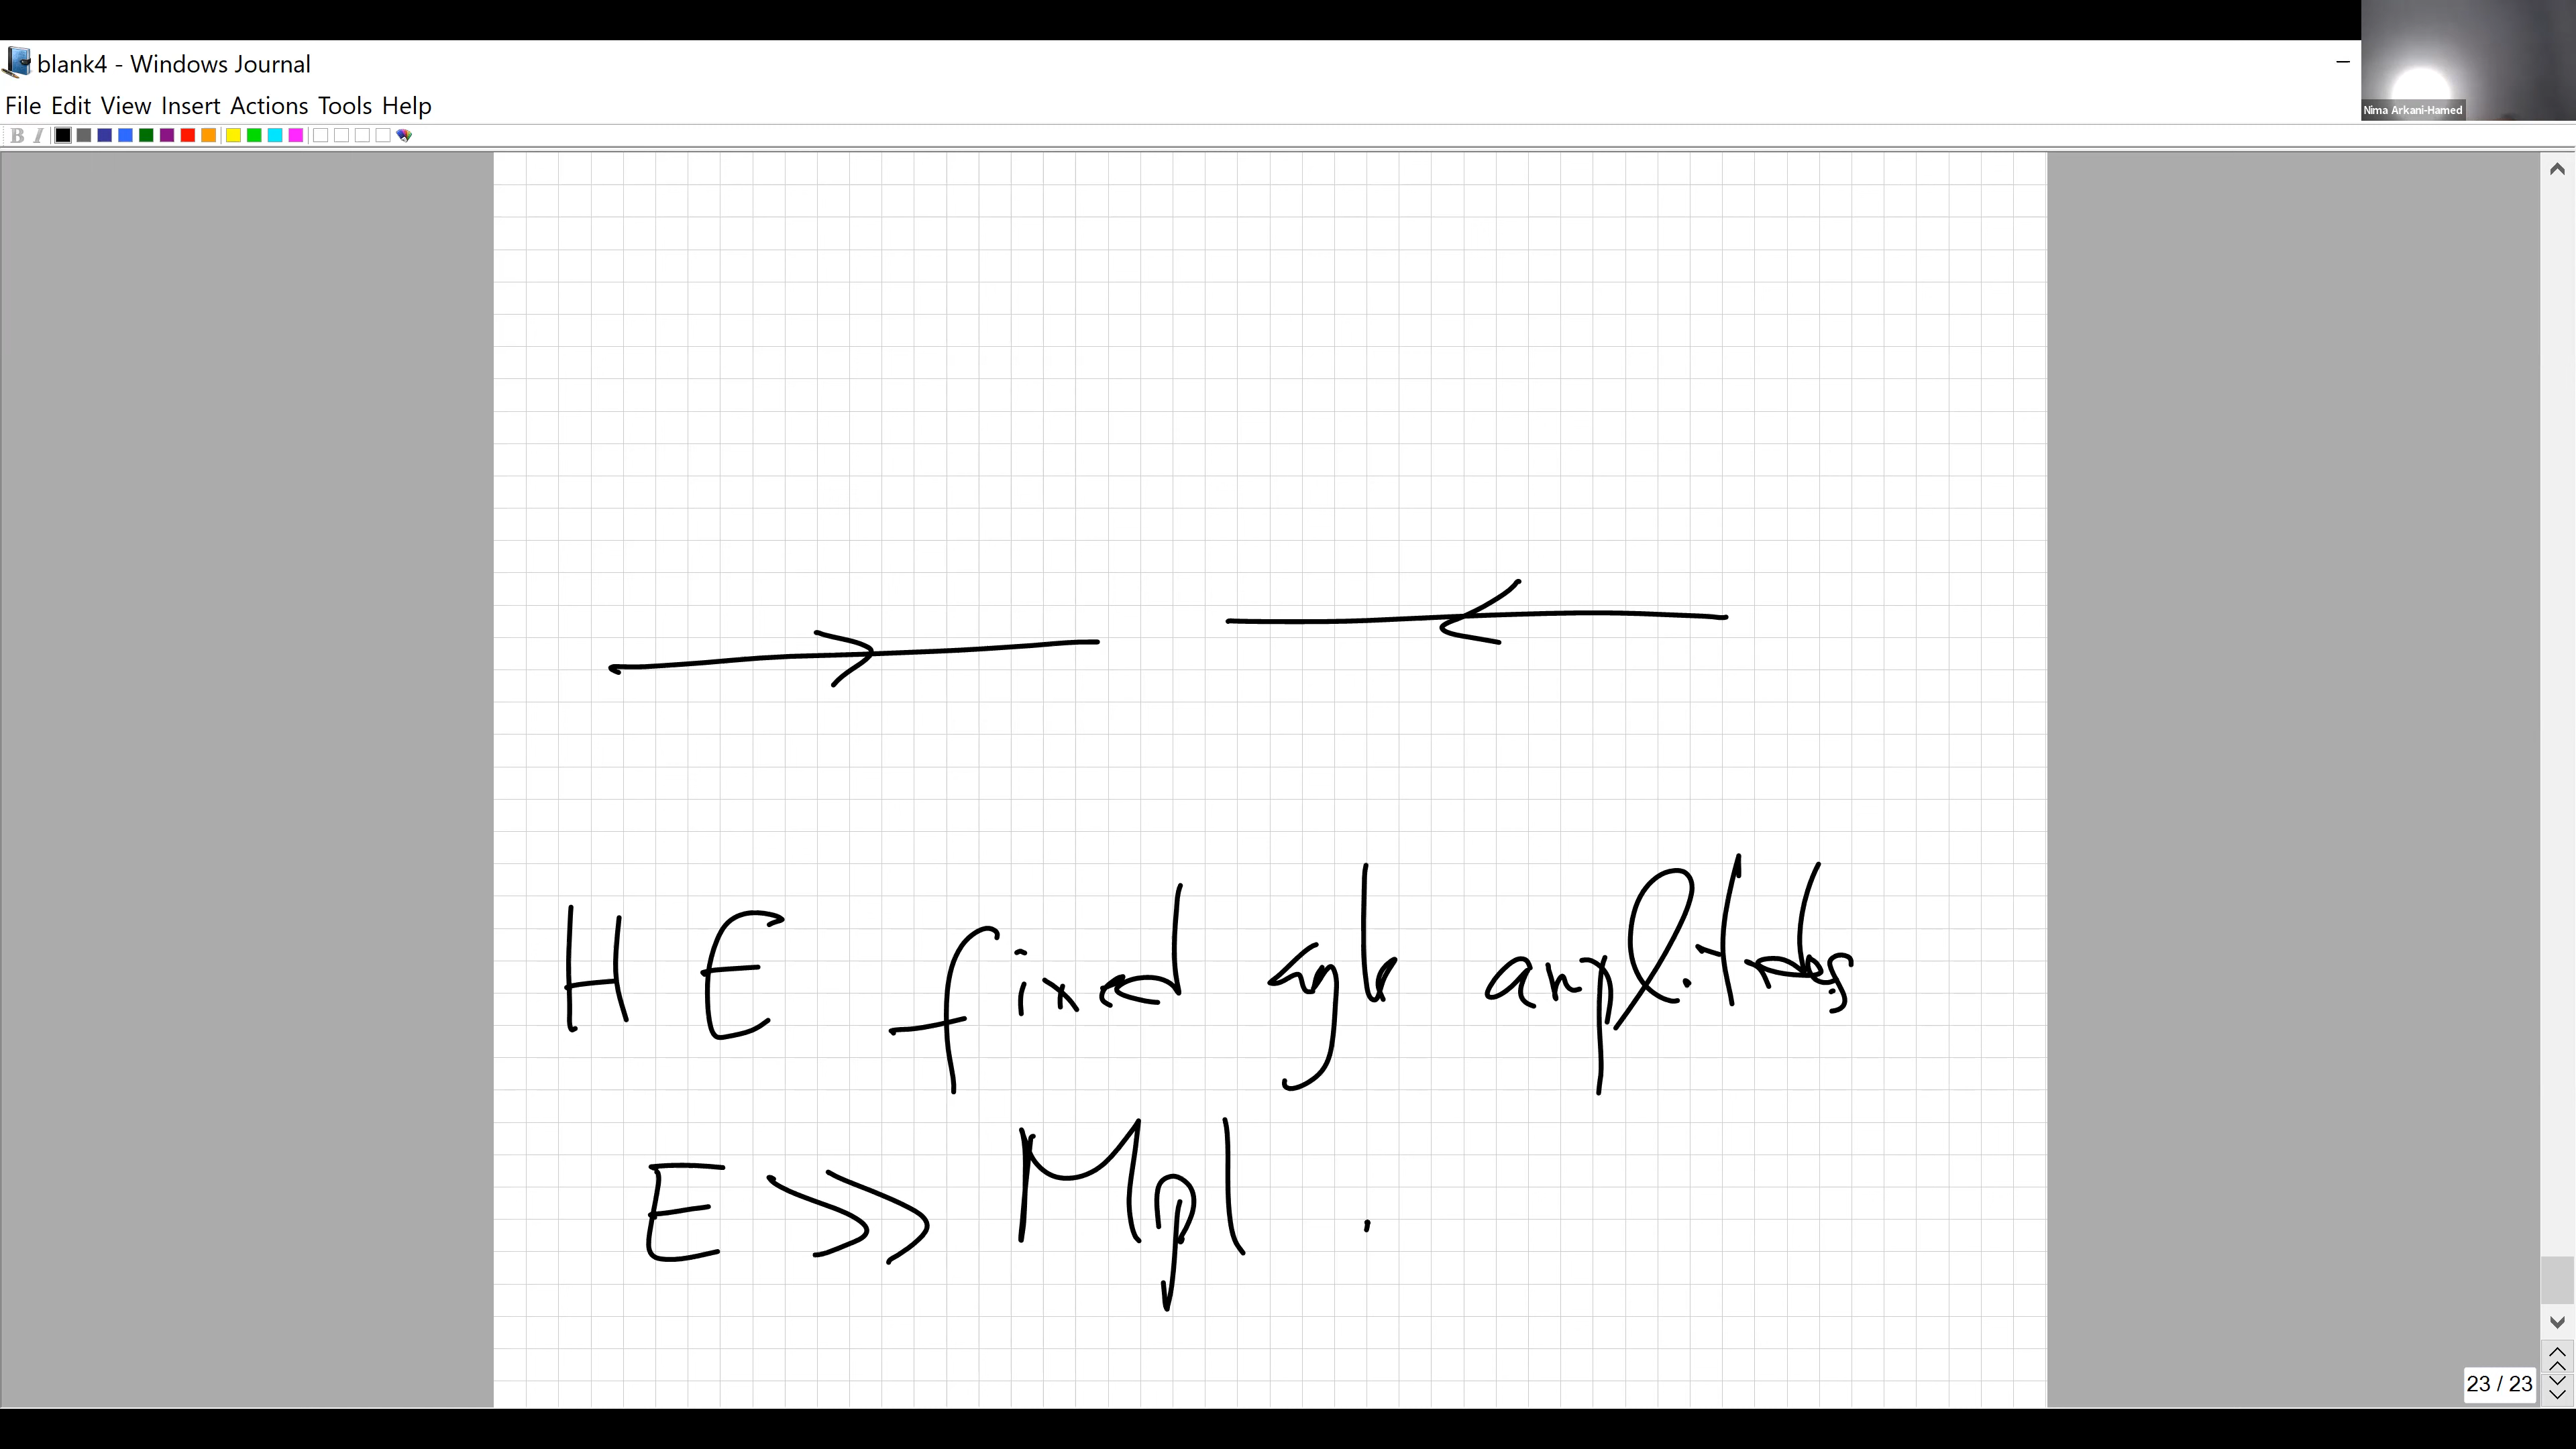 blank4 - Windows Journal
Nima Arkani-Hamed
File Edit View Insert Actions Tools Help
B I
H E fixed angle amplitudes
E >> Mpl .
23 / 23